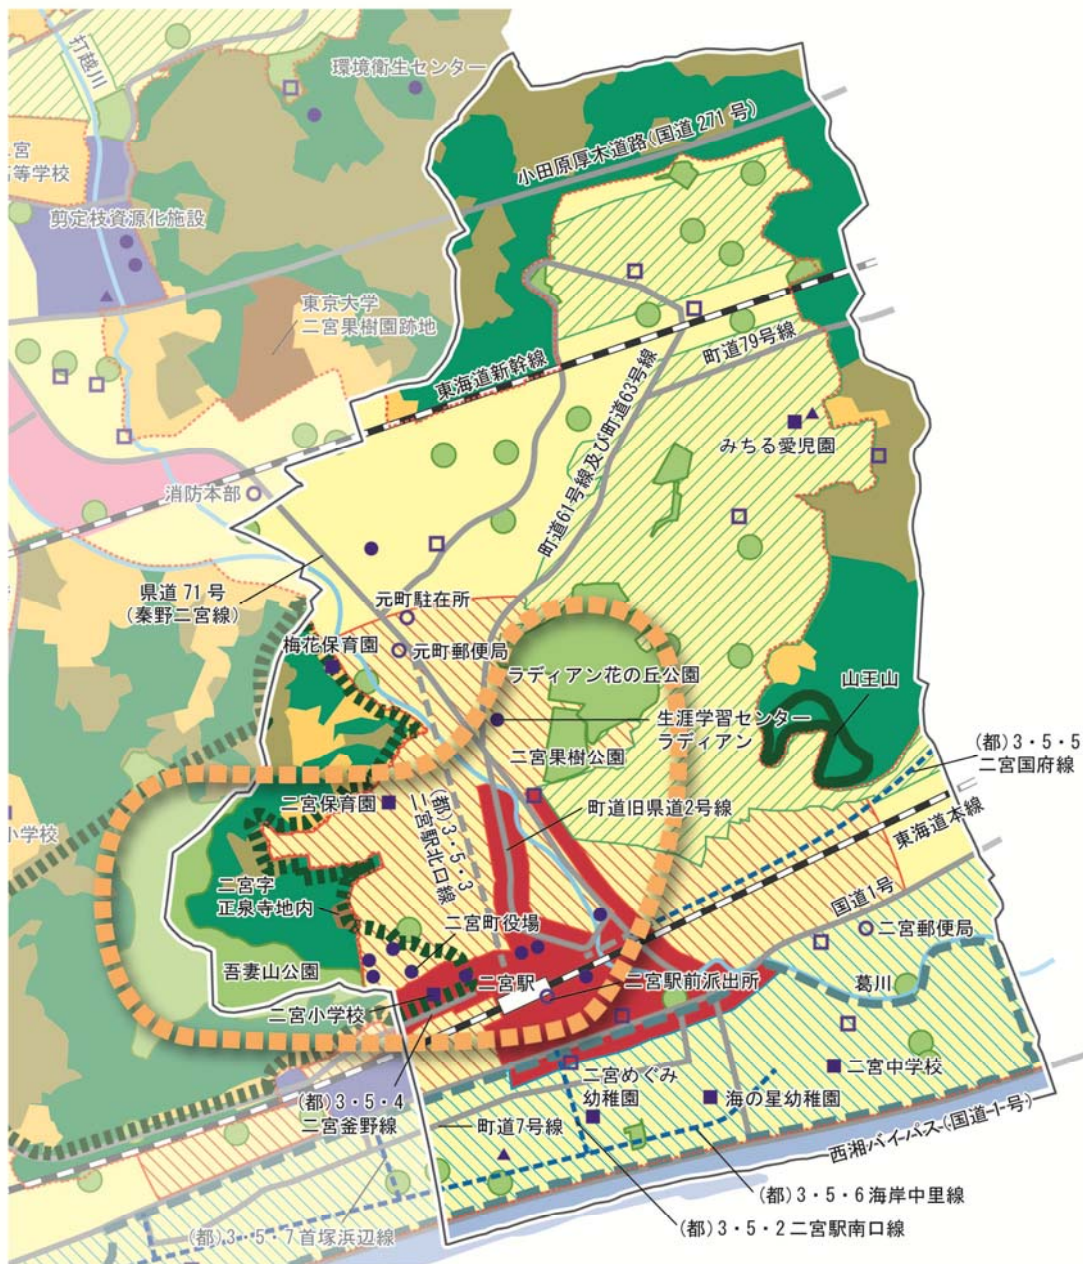 打越川
環境衛生センター
二宮
高等学校
小田原厚木道路(国道271号)
剪定枝資源化施設
東京大学
二宮果樹園跡地
町道79号線
東海道新幹線
町道61号線及び町道63号線
みちる愛児園
消防本部
県道71号
(秦野二宮線)
元町駐在所
梅花保育園
元町郵便局
ラディアン花の丘公園
山王山
生涯学習センター
ラディアン
(都)3・5・5
二宮国府線
二宮果樹公園
二宮保育園
(都)3・5・3
二宮駅北口線
町道旧県道2号線
東海道本線
小学校
国道1号
二宮字
正泉寺地内
二宮町役場
二宮郵便局
吾妻山公園
二宮駅
二宮駅前派出所
葛川
二宮小学校
二宮めぐみ
幼稚園
二宮中学校
海の星幼稚園
(都)3・5・4
二宮釜野線
町道7号線
西湘バイパス(国道1号)
(都)3・5・6海岸中里線
(都)3・5・7首塚浜辺線
(都)3・5・2二宮駅南口線